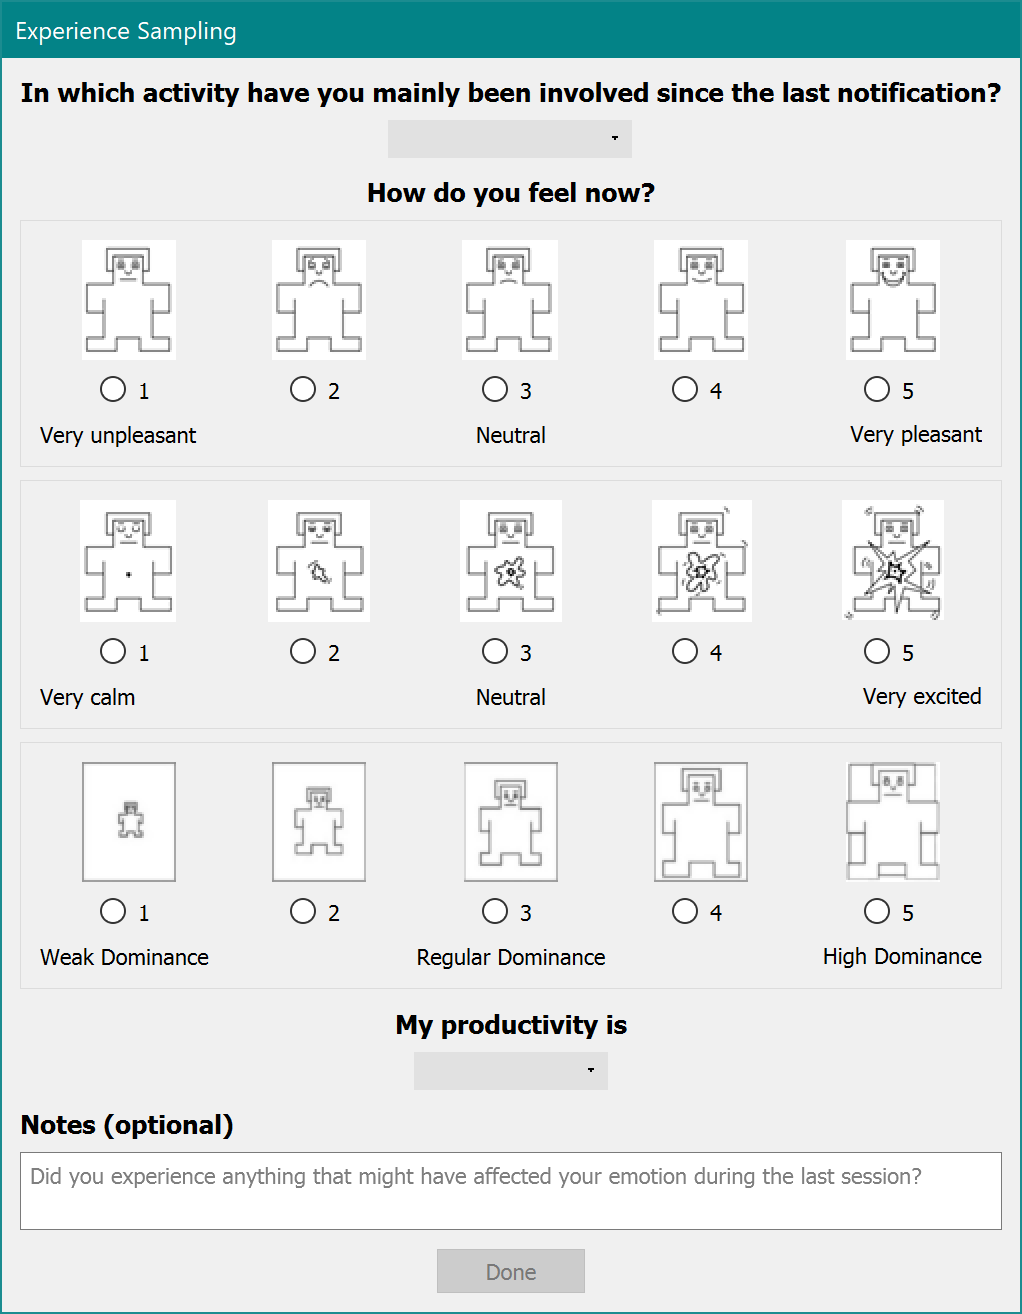 Experience Sampling
In which activity have you mainly been involved since the last notification?
How do you feel now?
1 2 3 4 5
Very unpleasant Neutral Very pleasant
1 2 3 4 5
Very calm Neutral Very excited
1 2 3 4 5
Weak Dominance Regular Dominance High Dominance
My productivity is
Notes (optional)
Did you experience anything that might have affected your emotion during the last session?
Done